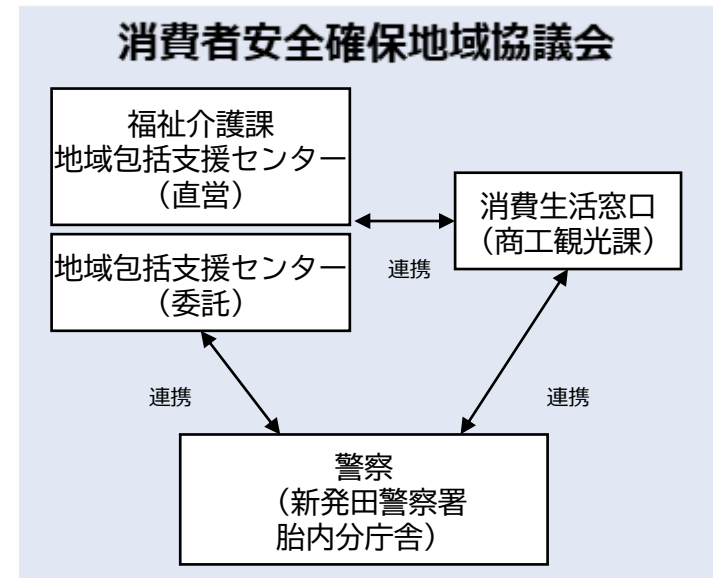 消費者安全確保地域協議会
福祉介護課
地域包括支援センター
（直営）
消費生活窓口
（商工観光課）
連携
地域包括支援センター
（委託）
連携
連携
警察
（新発田警察署
胎内分庁舎）